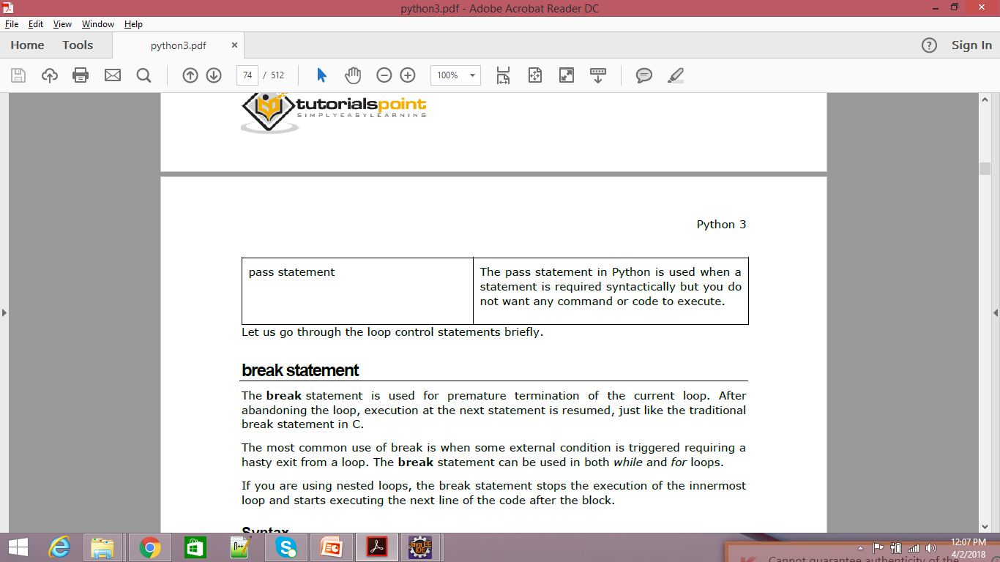 python3.pdf - Adobe Acrobat Reader DC
File Edit View Window Help
Home Tools python3.pdf × ? Sign In
74 / 512 100%
tutorialspoint
SIMPLYEASYLEARNING
Python 3
pass statement
The pass statement in Python is used when a
statement is required syntactically but you do
not want any command or code to execute.
Let us go through the loop control statements briefly.
break statement
The break statement is used for premature termination of the current loop. After
abandoning the loop, execution at the next statement is resumed, just like the traditional
break statement in C.
The most common use of break is when some external condition is triggered requiring a
hasty exit from a loop. The break statement can be used in both while and for loops.
If you are using nested loops, the break statement stops the execution of the innermost
loop and starts executing the next line of the code after the block.
Syntax
Java EE
IDE
12:07 PM
4/2/2018
Cannot guarantee authenticity of the